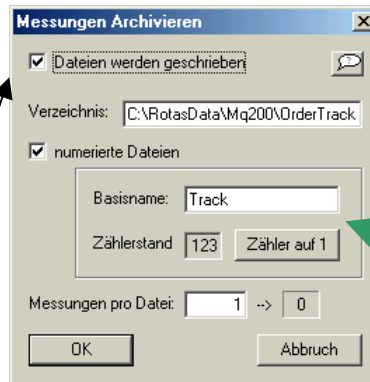 Messungen Archivieren
Dateien werden geschrieben
Verzeichnis: C:\RotasData\Mq200\OrderTrack
numerierte Dateien
Basisname: Track
Zählerstand 123 Zähler auf 1
Messungen pro Datei: 1 --> 0
OK Abbruch